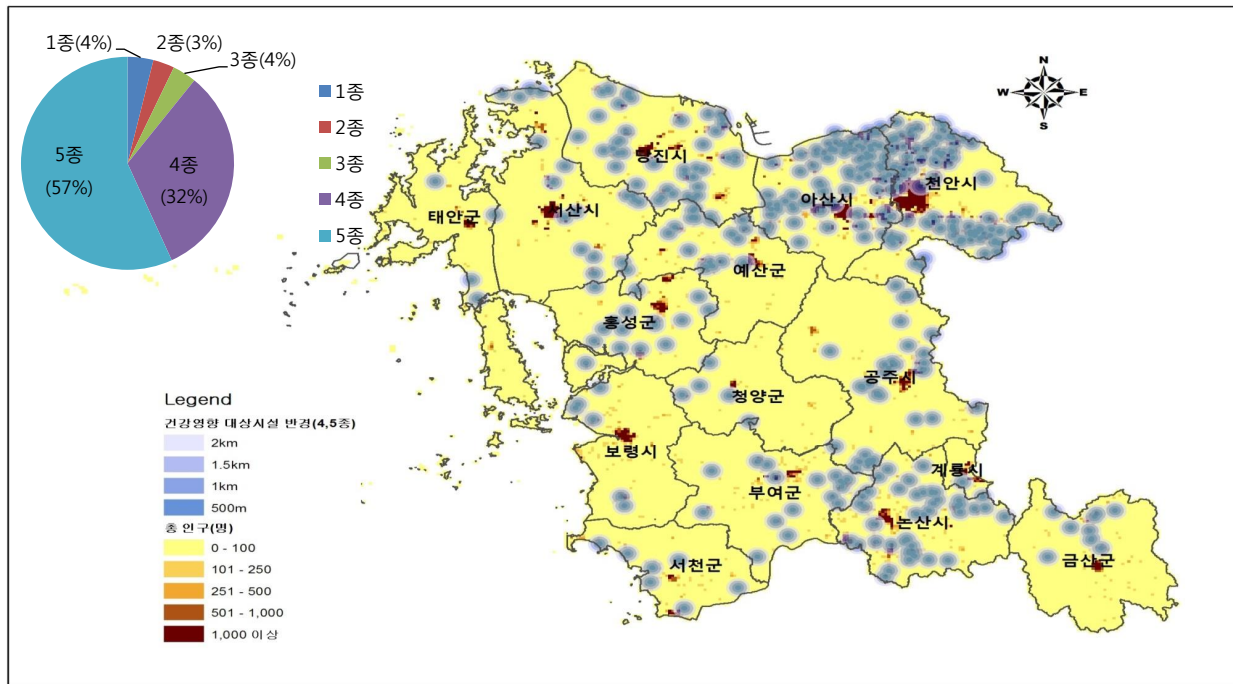 1종(4%)
2종(3%)
3종(4%)
4종
(32%)
5종
(57%)
1종
2종
3종
4종
5종
N
W
E
S
당진시
천안시
아산시
서산시
태안군
예산군
홍성군
공주시
청양군
보령시
계룡시
부여군
논산시
서천군
금산군
Legend
건강영향 대상시설 반경(4,5종)
2km
1.5km
1km
500m
총 인구(명)
0 - 100
101 - 250
251 - 500
501 - 1,000
1,000 이상